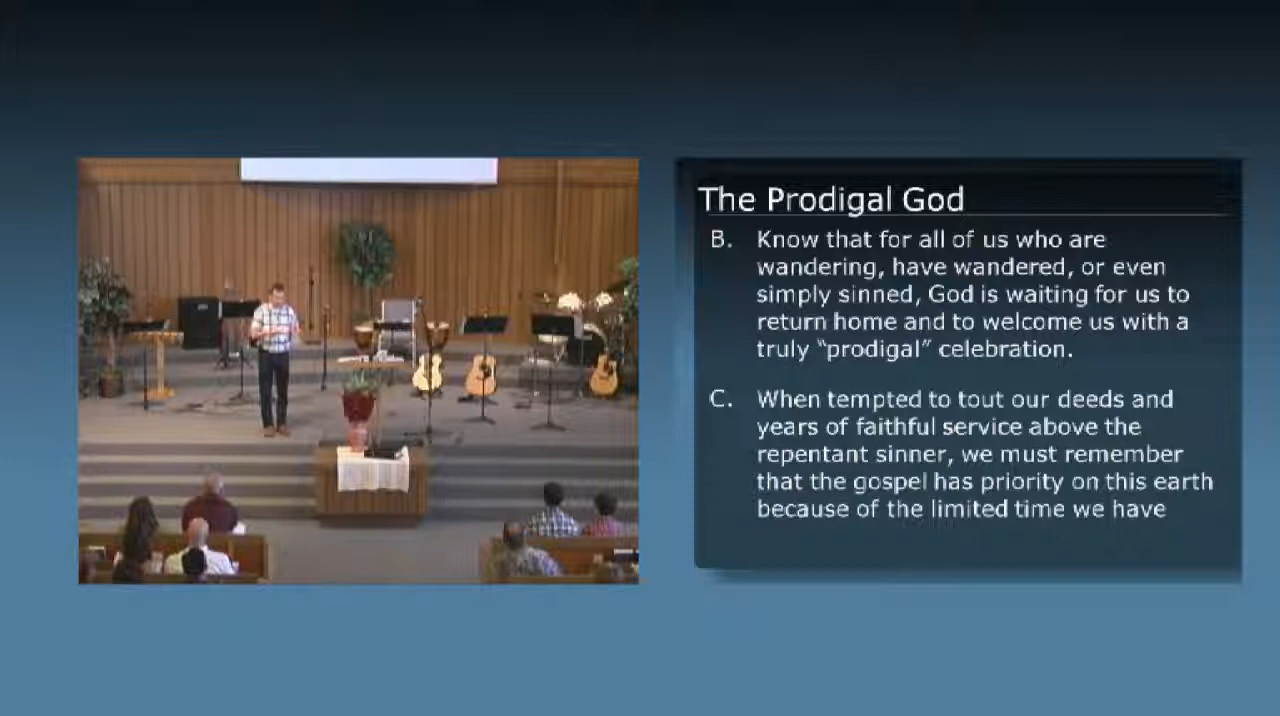 The Prodigal God
B. Know that for all of us who are
wandering, have wandered, or even
simply sinned, God is waiting for us to
return home and to welcome us with a
truly “prodigal” celebration.
C. When tempted to tout our deeds and
years of faithful service above the
repentant sinner, we must remember
that the gospel has priority on this earth
because of the limited time we have